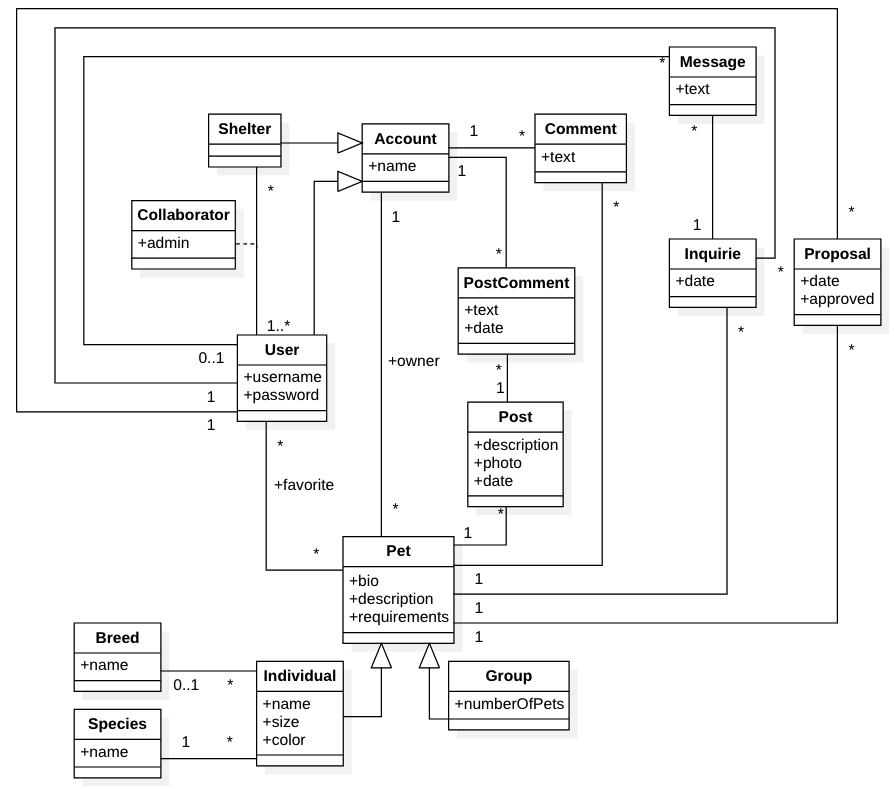 Message
*
+text
Shelter
Account
1
*
Comment
+name
+text
*
1
*
*
Collaborator
1
1
*
*
+admin
Inquirie
Proposal
*
PostComment
*
+date
+date
+approved
+text
+date
1..*
User
*
0..1
+owner
*
+username
1
+password
1
1
Post
*
+description
+photo
+date
+favorite
*
*
1
*
Pet
+bio
1
+description
1
+requirements
1
Breed
+name
Individual
Group
0..1
*
+name
+numberOfPets
+size
Species
+color
1
*
+name